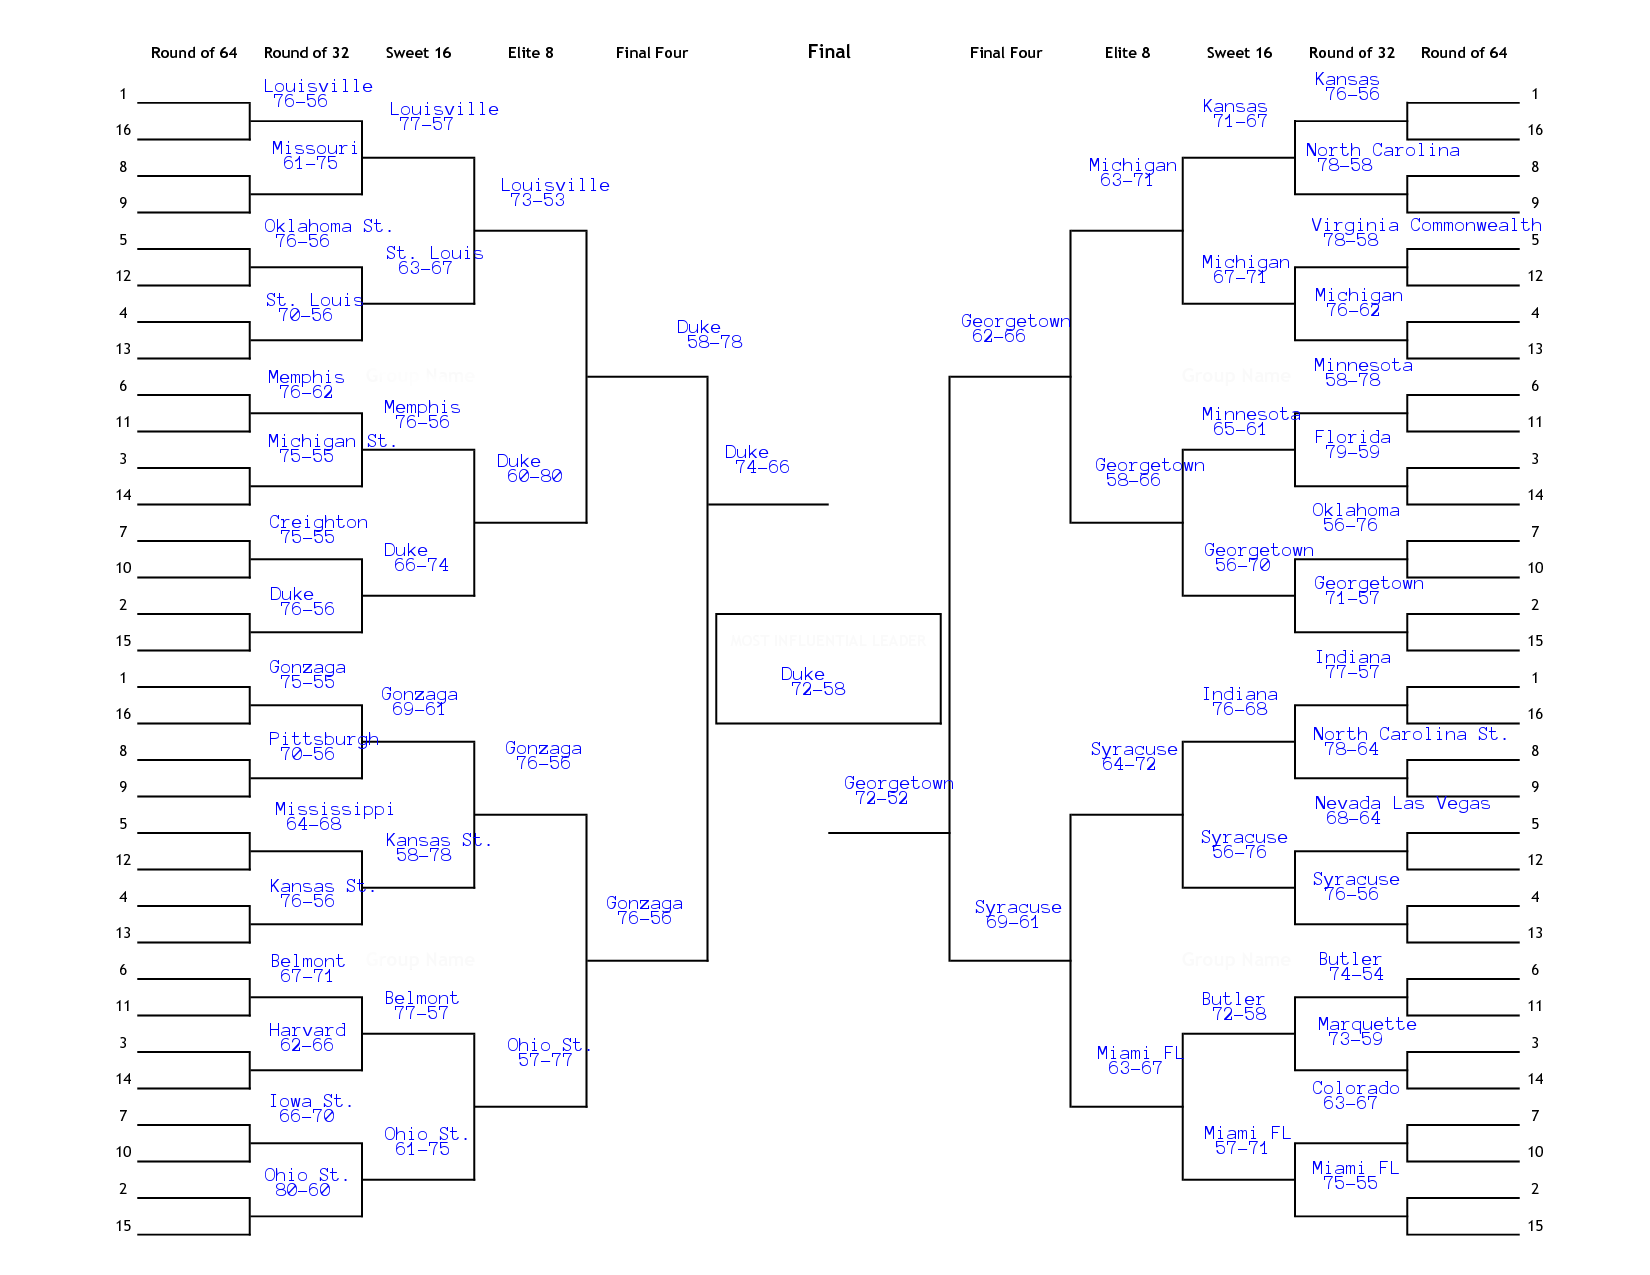 Round of 64 Round of 32 Sweet 16 Elite 8 Final Four Final Final Four Elite 8 Sweet 16 Round of 32 Round of 64
1
16
8
9
5
12
4
13
6
11
3
14
7
10
2
15
1
16
8
9
5
12
4
13
6
11
3
14
7
10
2
15
Louisville
76-56
Missouri
61-75
Oklahoma St.
76-56
St. Louis
70-56
Memphis
76-62
Michigan St.
75-55
Creighton
75-55
Duke
76-56
Gonzaga
75-55
Pittsburgh
70-56
Mississippi
64-68
Kansas St.
76-56
Belmont
67-71
Harvard
62-66
Iowa St.
66-70
Ohio St.
80-60
Louisville
77-57
St. Louis
63-67
Group Name
Memphis
76-56
Duke
66-74
Gonzaga
69-61
Kansas St.
58-78
Group Name
Belmont
77-57
Ohio St.
61-75
Louisville
73-53
Duke
60-80
Gonzaga
76-56
Ohio St.
57-77
Duke
58-78
Gonzaga
76-56
Duke
74-66
MOST INFLUENTIAL LEADER
Duke
72-58
Georgetown
72-52
Georgetown
62-66
Syracuse
69-61
Michigan
63-71
Georgetown
58-66
Syracuse
64-72
Miami FL
63-67
Kansas
71-67
Michigan
67-71
Group Name
Minnesota
65-61
Georgetown
56-70
Indiana
76-68
Syracuse
56-76
Group Name
Butler
72-58
Miami FL
57-71
Kansas
76-56
North Carolina
78-58
Virginia Commonwealth
78-58
Michigan
76-62
Minnesota
58-78
Florida
79-59
Oklahoma
56-76
Georgetown
71-57
Indiana
77-57
North Carolina St.
78-64
Nevada Las Vegas
68-64
Syracuse
76-56
Butler
74-54
Marquette
73-59
Colorado
63-67
Miami FL
75-55
1
16
8
9
5
12
4
13
6
11
3
14
7
10
2
15
1
16
8
9
5
12
4
13
6
11
3
14
7
10
2
15